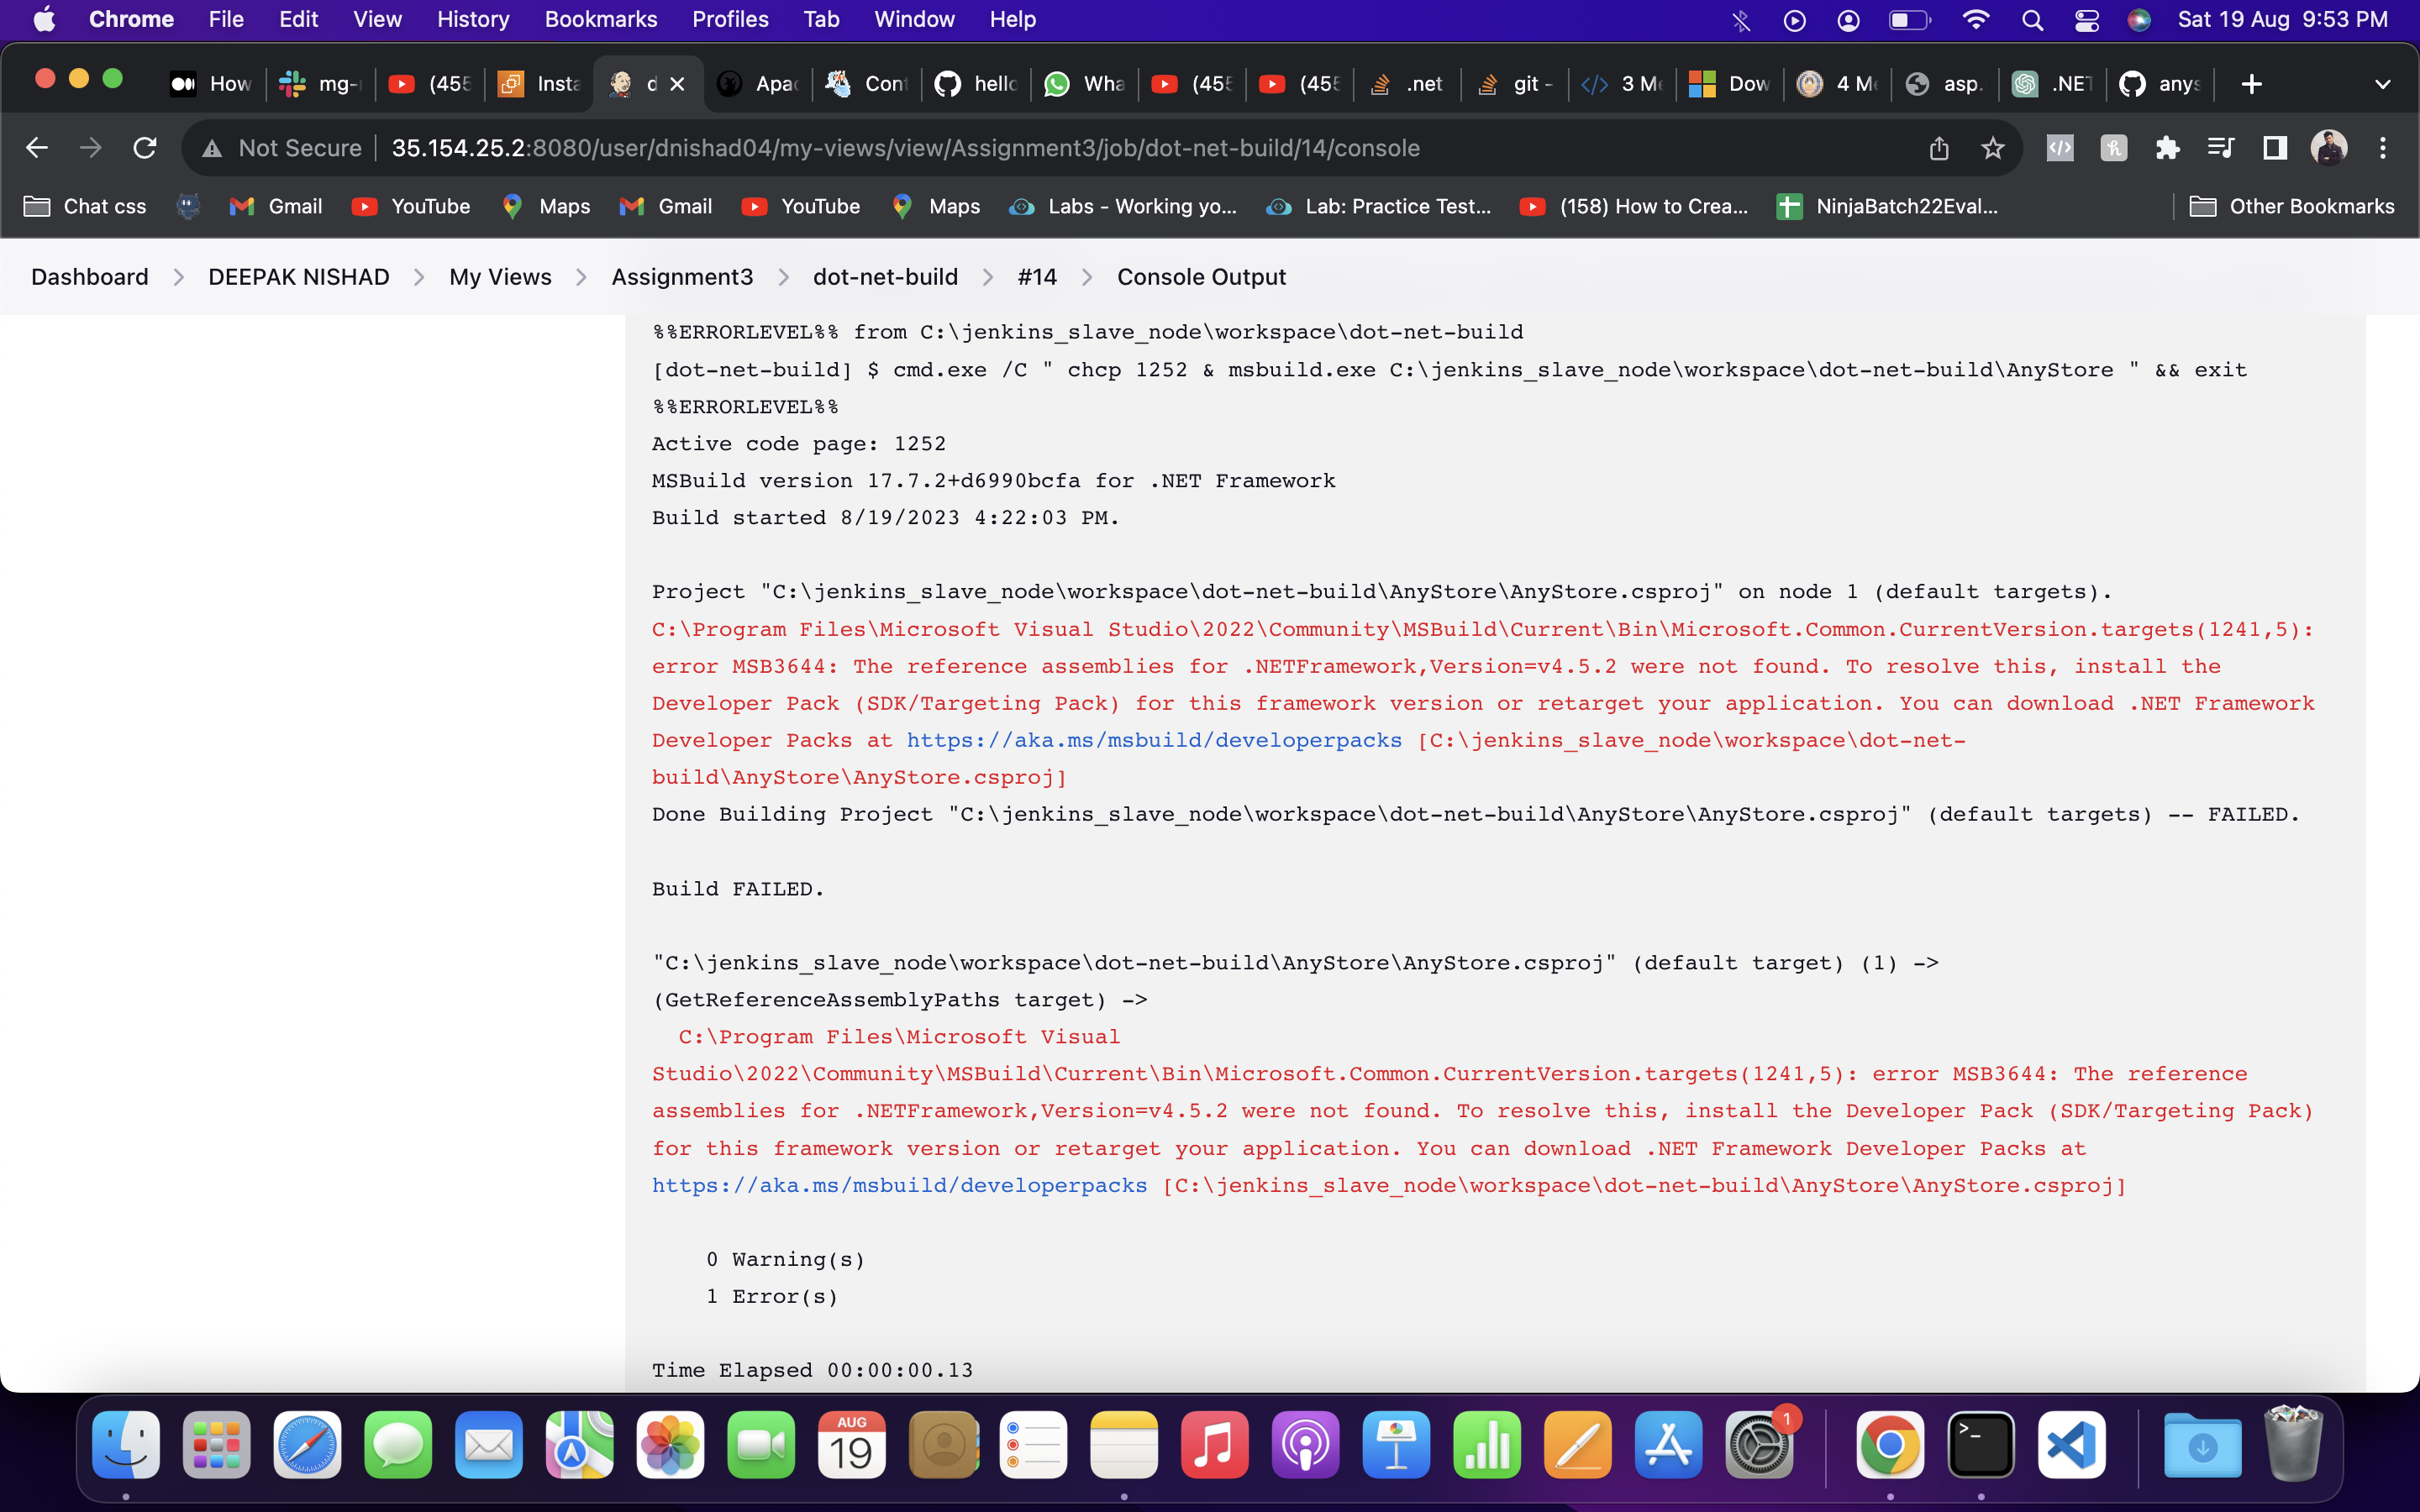 Chrome File Edit View History Bookmarks Profiles Tab Window Help Sat 19 Aug 9:53 PM
How mg- (455 Insta d Apac Cont hello Wha (455 (455 .net git - 3 Me Dow 4 Me asp. .NET anys
Not Secure 35.154.25.2:8080/user/dnishad04/my-views/view/Assignment3/job/dot-net-build/14/console
Chat css Gmail YouTube Maps Gmail YouTube Maps Labs - Working yo... Lab: Practice Test... (158) How to Crea... NinjaBatch22Eval... Other Bookmarks
Dashboard DEEPAK NISHAD My Views Assignment3 dot-net-build #14 Console Output
%%ERRORLEVEL%% from C:\jenkins_slave_node\workspace\dot-net-build
[dot-net-build] $ cmd.exe /C " chcp 1252 & msbuild.exe C:\jenkins_slave_node\workspace\dot-net-build\AnyStore " && exit
%%ERRORLEVEL%%
Active code page: 1252
MSBuild version 17.7.2+d6990bcfa for .NET Framework
Build started 8/19/2023 4:22:03 PM.
Project "C:\jenkins_slave_node\workspace\dot-net-build\AnyStore\AnyStore.csproj" on node 1 (default targets).
C:\Program Files\Microsoft Visual Studio\2022\Community\MSBuild\Current\Bin\Microsoft.Common.CurrentVersion.targets(1241,5):
error MSB3644: The reference assemblies for .NETFramework,Version=v4.5.2 were not found. To resolve this, install the
Developer Pack (SDK/Targeting Pack) for this framework version or retarget your application. You can download .NET Framework
Developer Packs at https://aka.ms/msbuild/developerpacks [C:\jenkins_slave_node\workspace\dot-net-
build\AnyStore\AnyStore.csproj]
Done Building Project "C:\jenkins_slave_node\workspace\dot-net-build\AnyStore\AnyStore.csproj" (default targets) -- FAILED.
Build FAILED.
"C:\jenkins_slave_node\workspace\dot-net-build\AnyStore\AnyStore.csproj" (default target) (1) ->
(GetReferenceAssemblyPaths target) ->
C:\Program Files\Microsoft Visual
Studio\2022\Community\MSBuild\Current\Bin\Microsoft.Common.CurrentVersion.targets(1241,5): error MSB3644: The reference
assemblies for .NETFramework,Version=v4.5.2 were not found. To resolve this, install the Developer Pack (SDK/Targeting Pack)
for this framework version or retarget your application. You can download .NET Framework Developer Packs at
https://aka.ms/msbuild/developerpacks [C:\jenkins_slave_node\workspace\dot-net-build\AnyStore\AnyStore.csproj]
0 Warning(s)
1 Error(s)
Time Elapsed 00:00:00.13
AUG
19
1